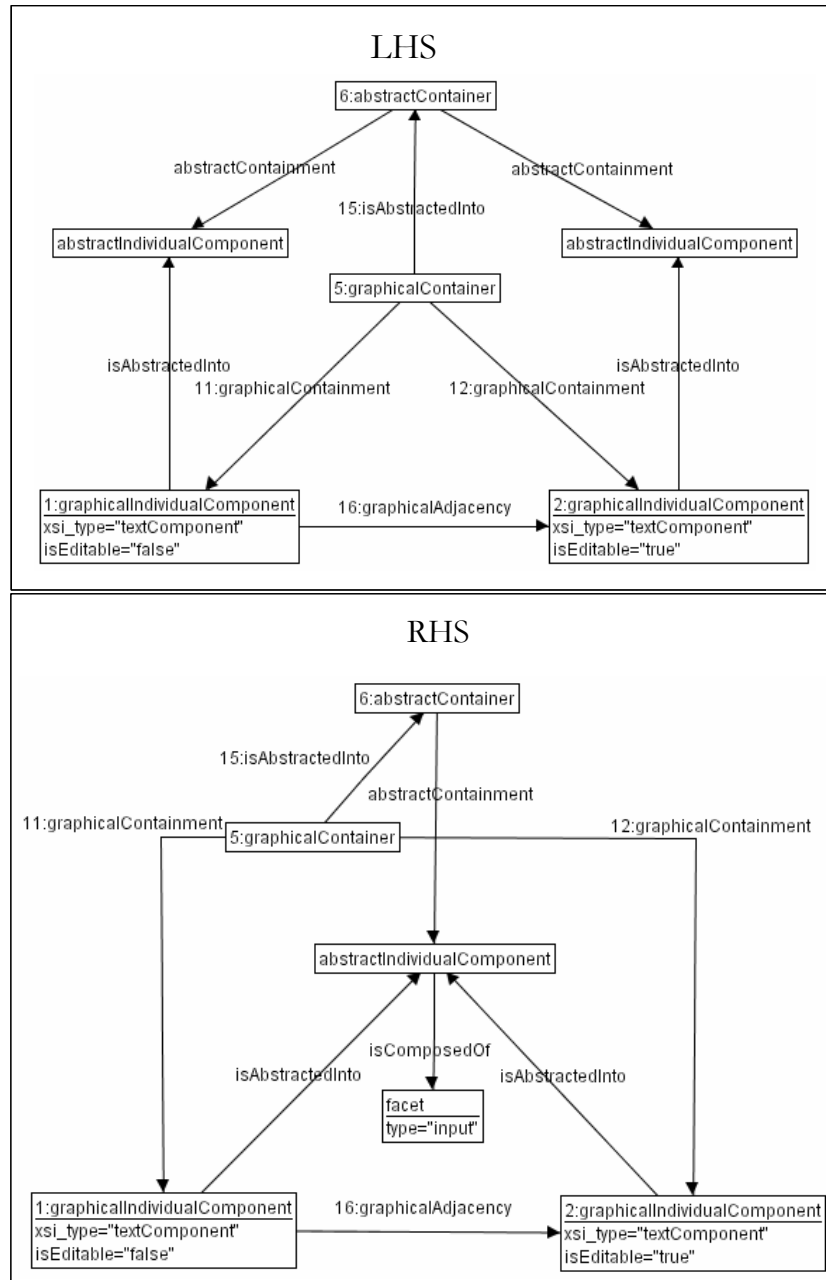 LHS
6:abstractContainer
abstractContainment
abstractContainment
15:isAbstractedInto
abstractIndividualComponent
abstractIndividualComponent
5:graphicalContainer
isAbstractedInto
isAbstractedInto
11:graphicalContainment
12:graphicalContainment
1:graphicalIndividualComponent
xsi_type="textComponent"
isEditable="false"
16:graphicalAdjacency
2:graphicalIndividualComponent
xsi_type="textComponent"
isEditable="true"
RHS
6:abstractContainer
15:isAbstractedInto
abstractContainment
11:graphicalContainment
5:graphicalContainer
12:graphicalContainment
abstractIndividualComponent
isComposedOf
isAbstractedInto
isAbstractedInto
facet
type="input"
1:graphicalIndividualComponent
xsi_type="textComponent"
isEditable="false"
16:graphicalAdjacency
2:graphicalIndividualComponent
xsi_type="textComponent"
isEditable="true"